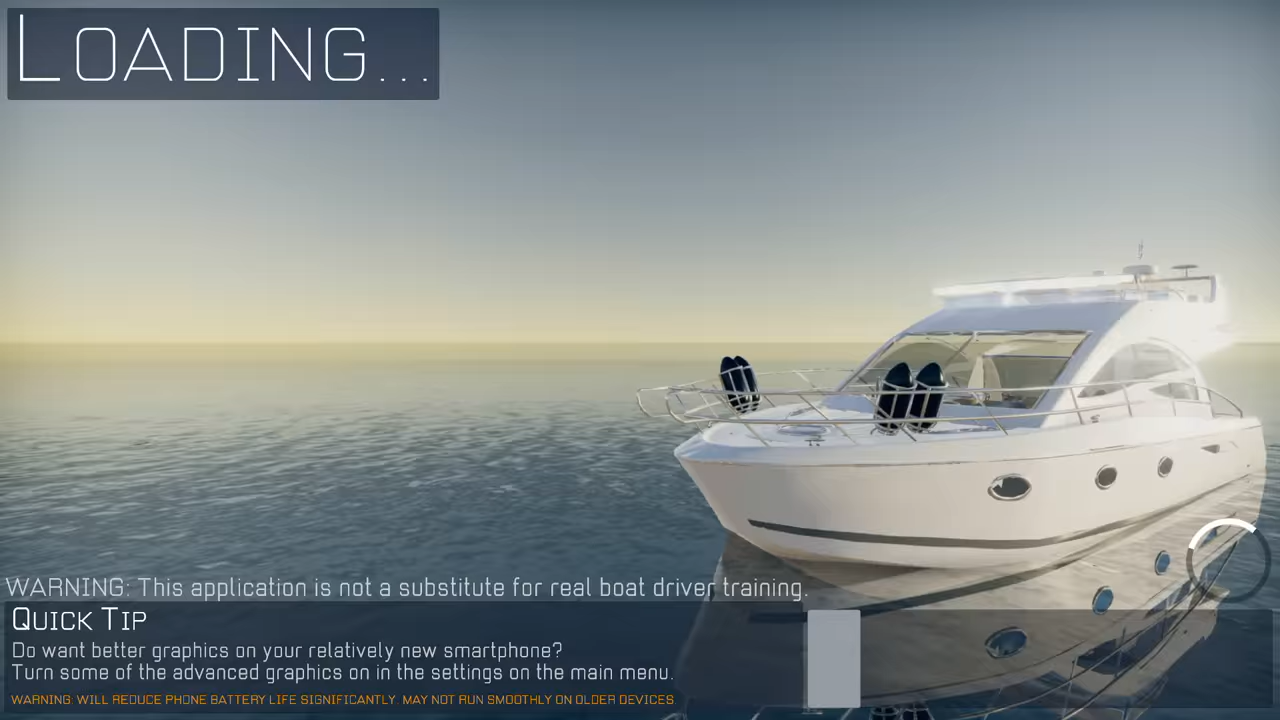 LOADING...
WARNING: This application is not a substitute for real boat driver training.
QUICK TIP
Do want better graphics on your relatively new smartphone?
Turn some of the advanced graphics on in the settings on the main menu.
WARNING: WILL REDUCE PHONE BATTERY LIFE SIGNIFICANTLY. MAY NOT RUN SMOOTHLY ON OLDER DEVICES